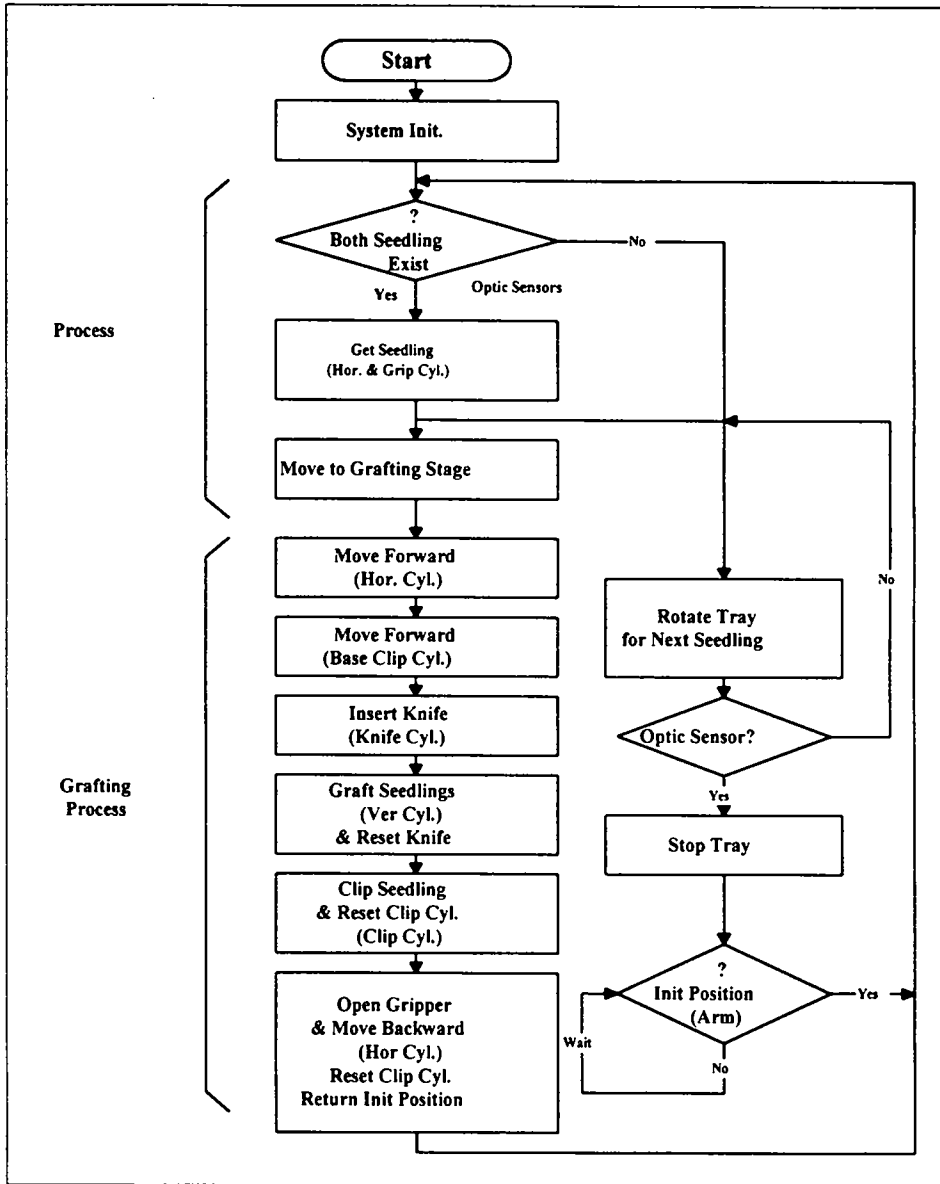 Start
System Init.
?
Both Seedling
Exist
No
Yes
Optic Sensors
Process
Get Seedling
(Hor. & Grip Cyl.)
Move to Grafting Stage
Grafting
Process
Move Forward
(Hor. Cyl.)
Move Forward
(Base Clip Cyl.)
Insert Knife
(Knife Cyl.)
Graft Seedlings
(Ver Cyl.)
& Reset Knife
Clip Seedling
& Reset Clip Cyl.
(Clip Cyl.)
Open Gripper
& Move Backward
(Hor Cyl.)
Reset Clip Cyl.
Return Init Position
Rotate Tray
for Next Seedling
No
Optic Sensor?
Yes
Stop Tray
?
Init Position
(Arm)
Yes
Wait
No